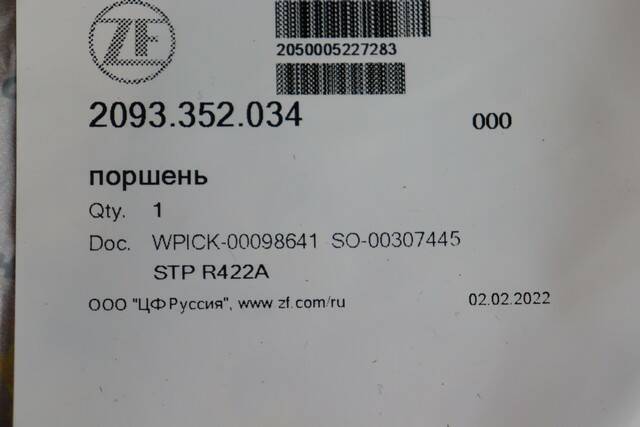 ZF
2050005227283
2093.352.034 000
поршень
Qty. 1
Doc. WPICK-00098641 SO-00307445
STP R422A
ООО "ЦФ Руссия", www.zf.com/ru 02.02.2022